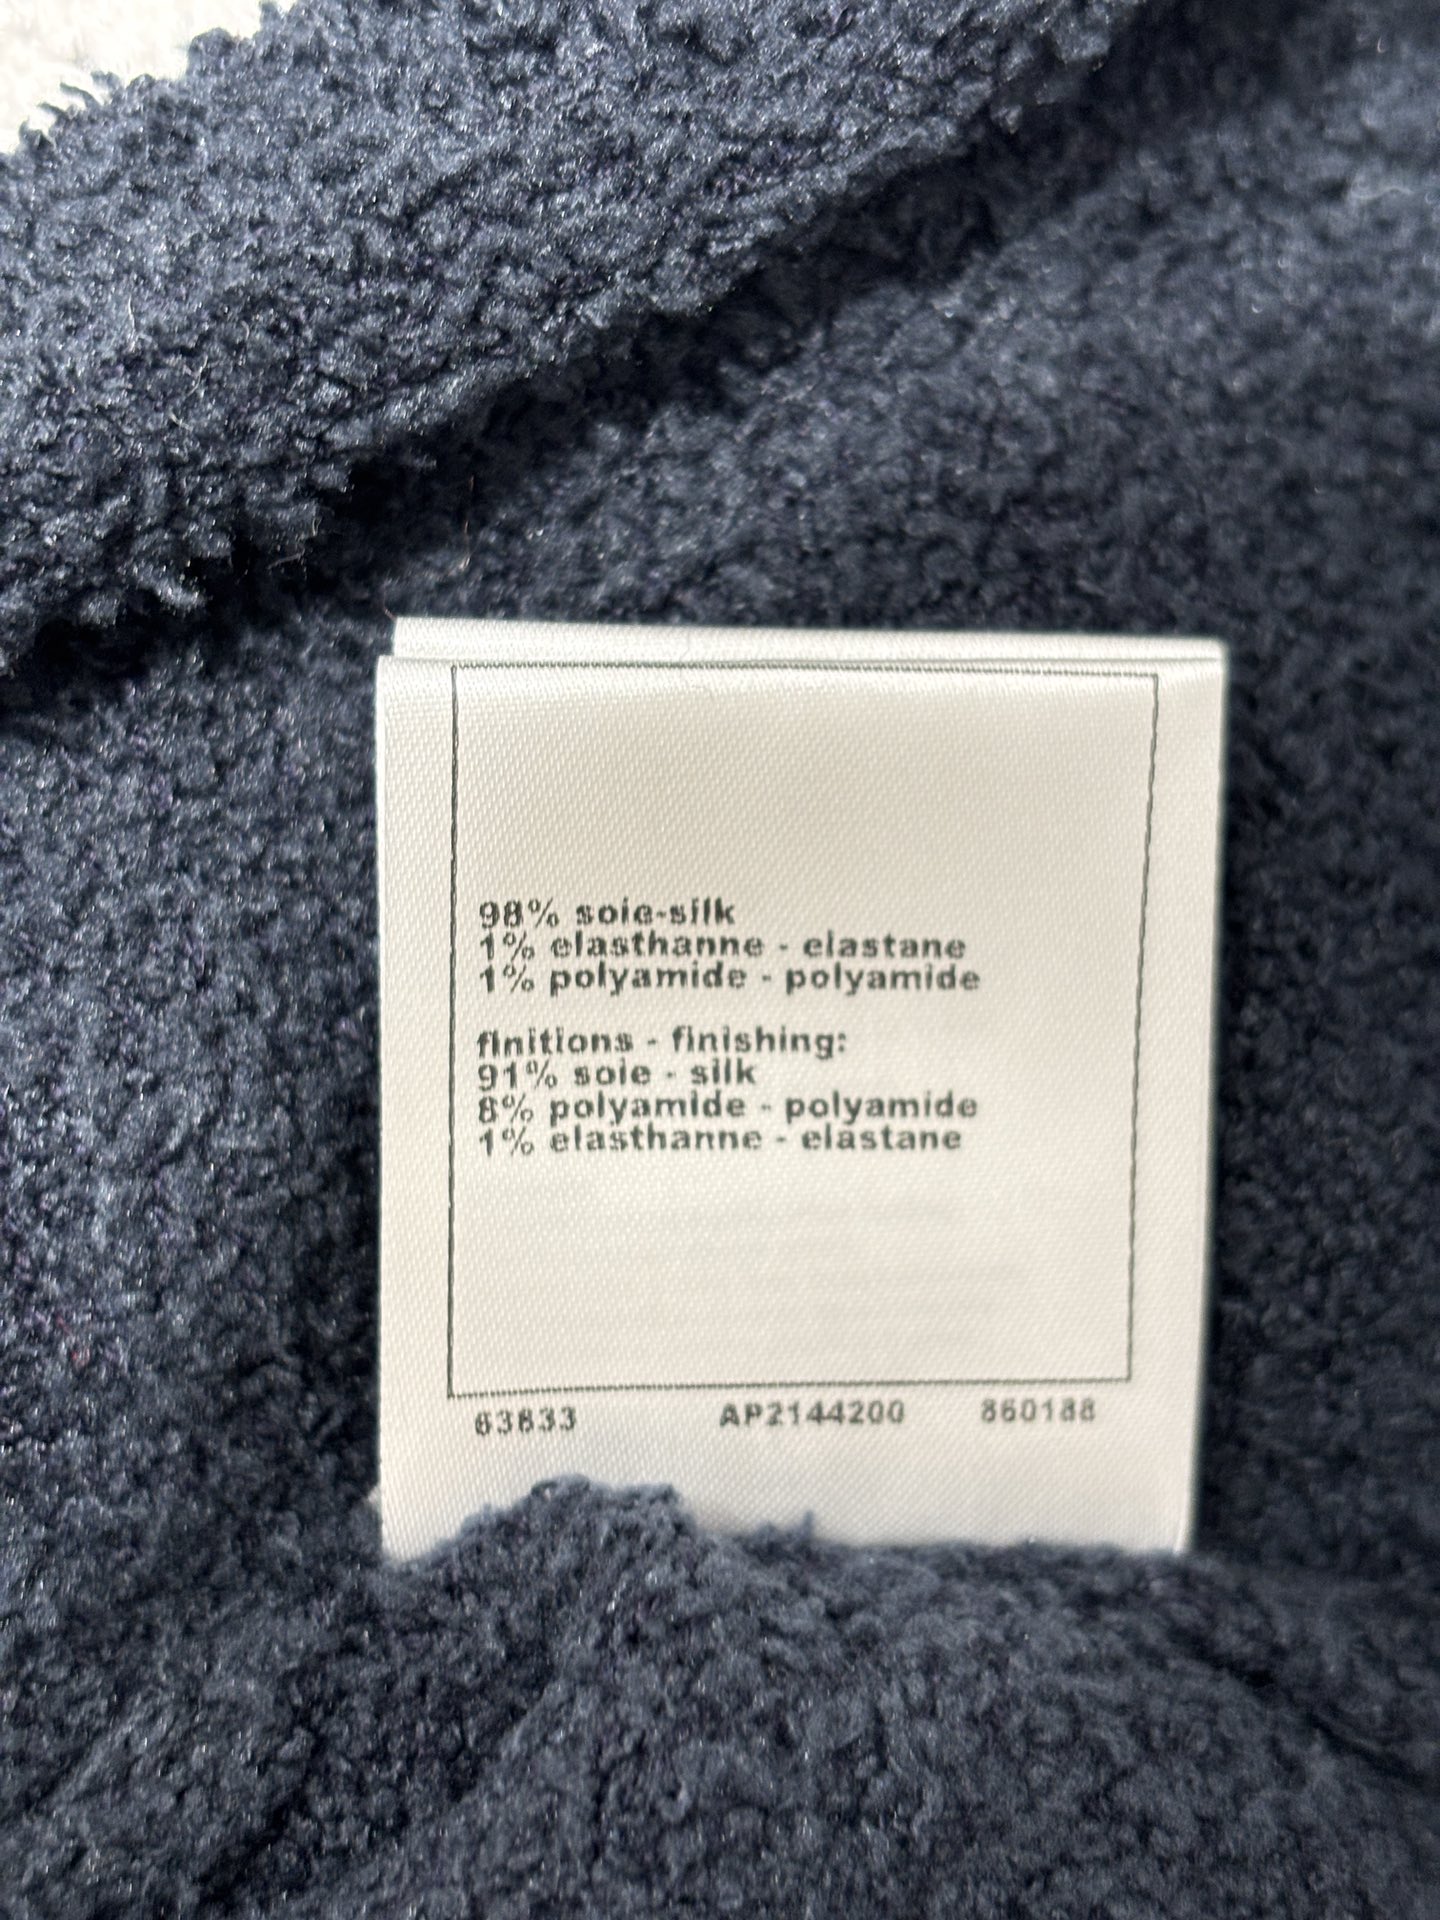 98% soie-silk
1% elasthanne - elastane
1% polyamide - polyamide
finitions - finishing:
91% soie - silk
8% polyamide - polyamide
1% elasthanne - elastane
63833 AP2144200 860188